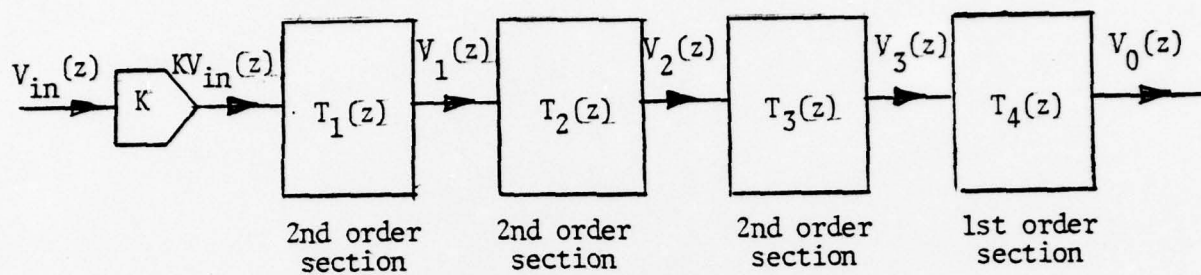 V_in(z)
K
KV_in(z)
T_1(z)
V_1(z)
T_2(z)
V_2(z)
T_3(z)
V_3(z)
T_4(z)
V_0(z)
2nd order
section
2nd order
section
2nd order
section
1st order
section